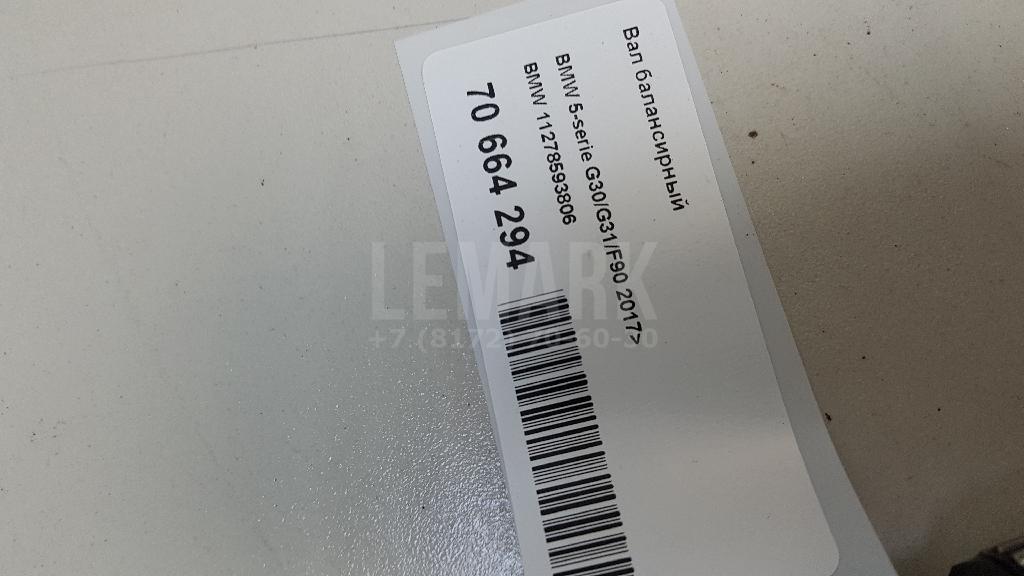 Вал балансирный
BMW 5-serie G30/G31/F90 2017>
BMW 11278593806
70 664 294
LEMARK